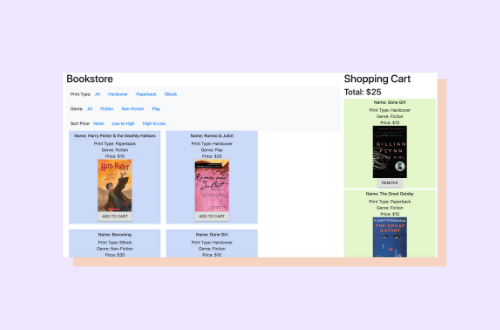 Bookstore
Print Type: All Hardcover Paperback EBook
Genre: All Fiction Non-Fiction Play
Sort Price: None Low to High High to Low
Name: Harry Potter & the Deathly Hallows
Print Type: Paperback
Genre: Fiction
Price: $10
Harry Potter
ADD TO CART
Name: Romeo & Juliet
Print Type: Hardcover
Genre: Play
Price:
Romeo and Juliet
ADD TO CART
Name: Becoming
Print Type: EBook
Genre: Non-Fiction
Price: $35
Name: Gone Girl
Print Type: Hardcover
Genre: Fiction
Price: $10
Shopping Cart
Total: $25
Name: Gone Girl
Print Type: Hardcover
Genre: Fiction
Price: $10
GILLIAN
FLYNN
GONE GIRL
REMOVE
Name: The Great Gatsby
Print Type: Paperback
Genre: Fiction
Price: $15
THE GREAT
GATSBY